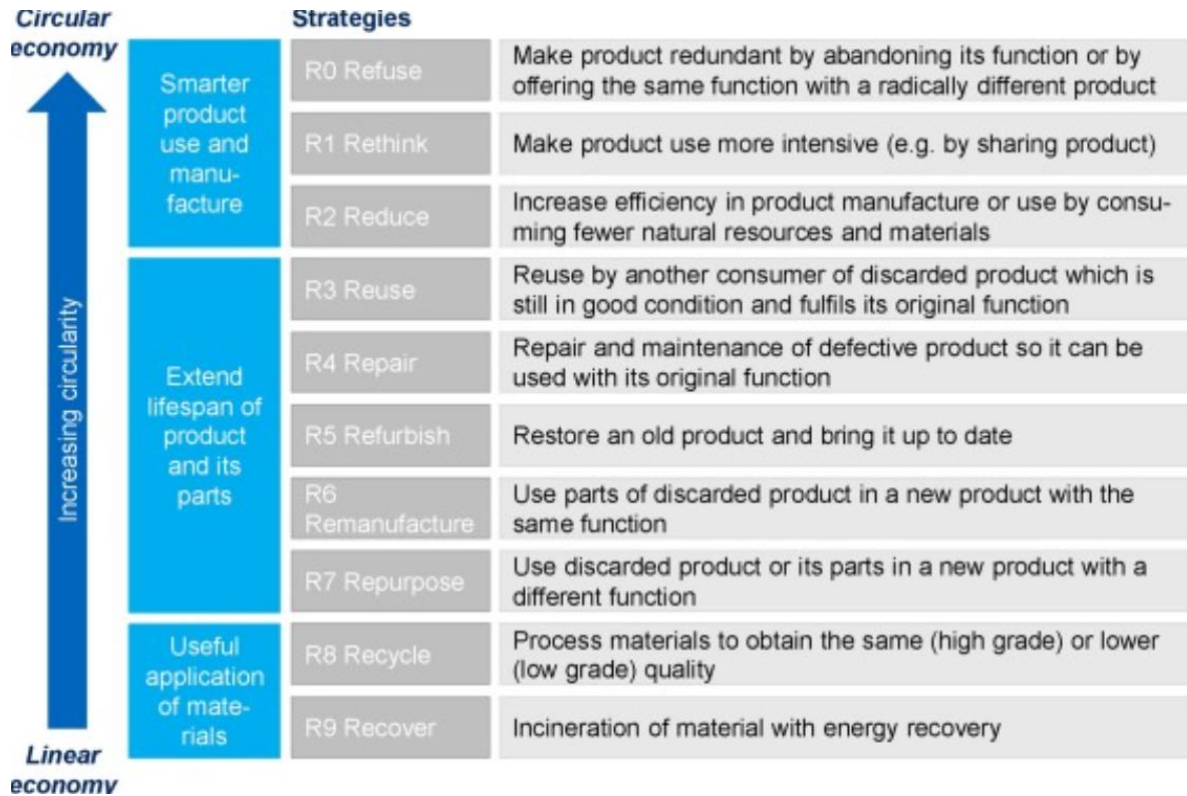 Circular
economy
Strategies
Smarter
product
use and
manu-
facture
R0 Refuse
Make product redundant by abandoning its function or by
offering the same function with a radically different product
R1 Rethink
Make product use more intensive (e.g. by sharing product)
R2 Reduce
Increase efficiency in product manufacture or use by consu-
ming fewer natural resources and materials
Extend
lifespan of
product
and its
parts
R3 Reuse
Reuse by another consumer of discarded product which is
still in good condition and fulfils its original function
R4 Repair
Repair and maintenance of defective product so it can be
used with its original function
R5 Refurbish
Restore an old product and bring it up to date
R6
Remanufacture
Use parts of discarded product in a new product with the
same function
R7 Repurpose
Use discarded product or its parts in a new product with a
different function
Useful
application
of mate-
rials
R8 Recycle
Process materials to obtain the same (high grade) or lower
(low grade) quality
R9 Recover
Incineration of material with energy recovery
Increasing circularity
Linear
economy